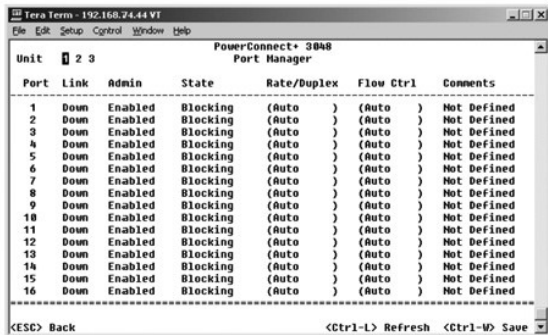 Tera Term - 192.168.74.44 VT
File Edit Setup Control Window Help
PowerConnect+ 3048
Unit 1 2 3 Port Manager
Port Link Admin State Rate/Duplex Flow Ctrl Comments
1 Down Enabled Blocking (Auto ) (Auto ) Not Defined
2 Down Enabled Blocking (Auto ) (Auto ) Not Defined
3 Down Enabled Blocking (Auto ) (Auto ) Not Defined
4 Down Enabled Blocking (Auto ) (Auto ) Not Defined
5 Down Enabled Blocking (Auto ) (Auto ) Not Defined
6 Down Enabled Blocking (Auto ) (Auto ) Not Defined
7 Down Enabled Blocking (Auto ) (Auto ) Not Defined
8 Down Enabled Blocking (Auto ) (Auto ) Not Defined
9 Down Enabled Blocking (Auto ) (Auto ) Not Defined
10 Down Enabled Blocking (Auto ) (Auto ) Not Defined
11 Down Enabled Blocking (Auto ) (Auto ) Not Defined
12 Down Enabled Blocking (Auto ) (Auto ) Not Defined
13 Down Enabled Blocking (Auto ) (Auto ) Not Defined
14 Down Enabled Blocking (Auto ) (Auto ) Not Defined
15 Down Enabled Blocking (Auto ) (Auto ) Not Defined
16 Down Enabled Blocking (Auto ) (Auto ) Not Defined
<ESC> Back <Ctrl-L> Refresh <Ctrl-W> Save